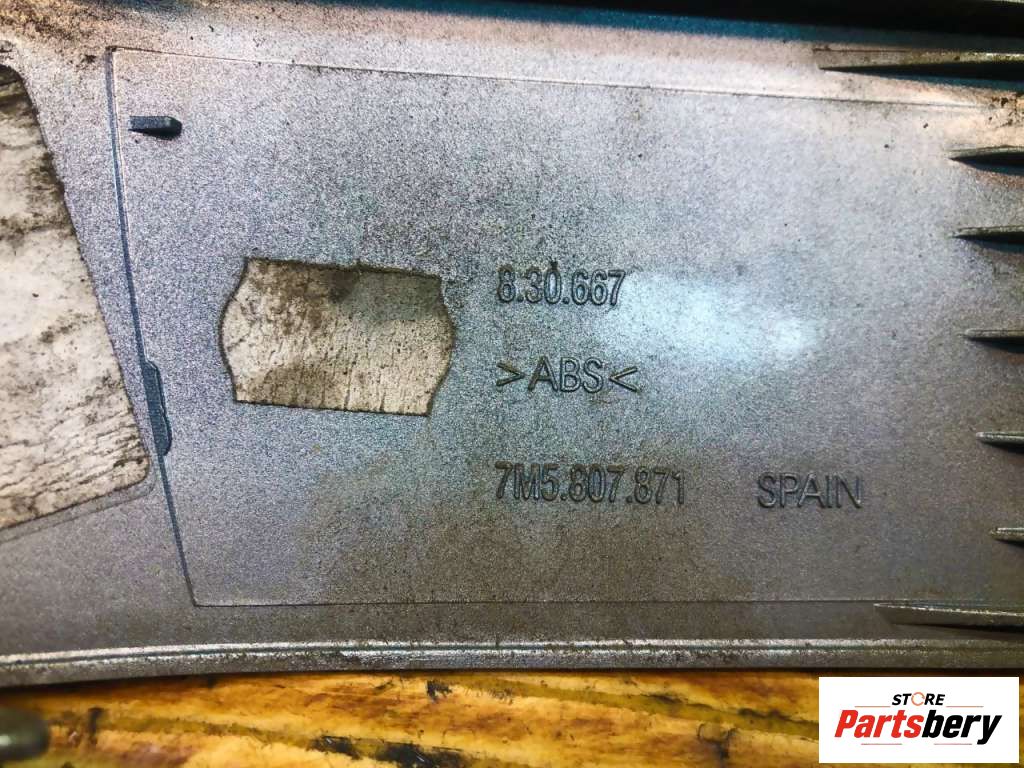 8.30.667
>ABS<
7M5.807.871 SPAIN
STORE
Partsbery